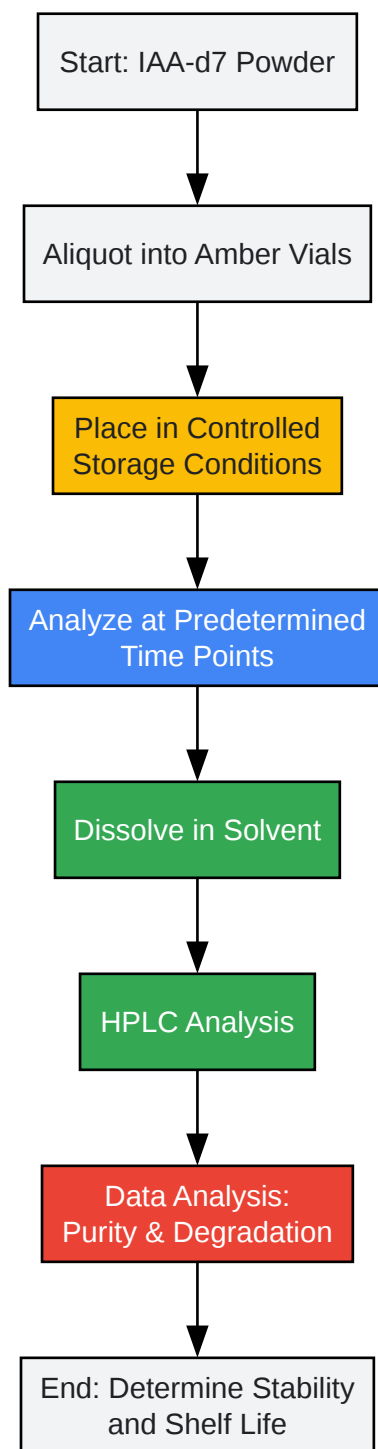 Start: IAA-d7 Powder
Aliquot into Amber Vials
Place in Controlled
Storage Conditions
Analyze at Predetermined
Time Points
Dissolve in Solvent
HPLC Analysis
Data Analysis:
Purity & Degradation
End: Determine Stability
and Shelf Life